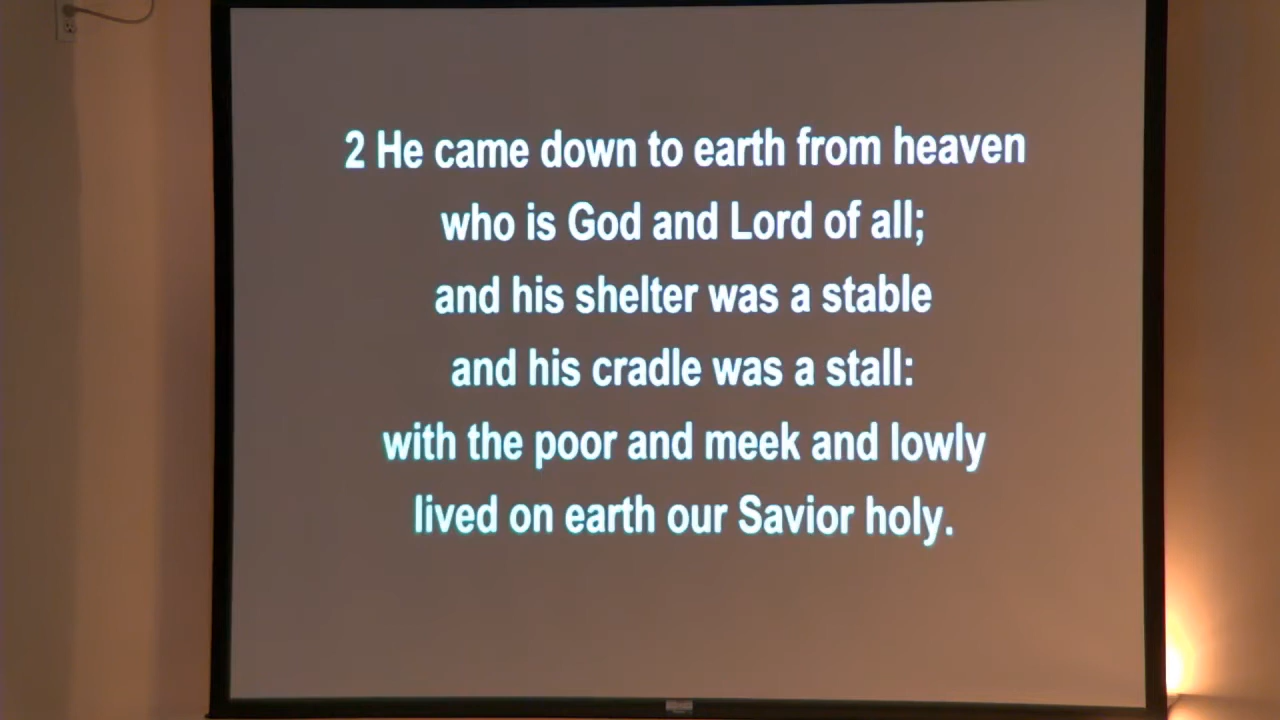 2 He came down to earth from heaven
who is God and Lord of all;
and his shelter was a stable
and his cradle was a stall:
with the poor and meek and lowly
lived on earth our Savior holy.